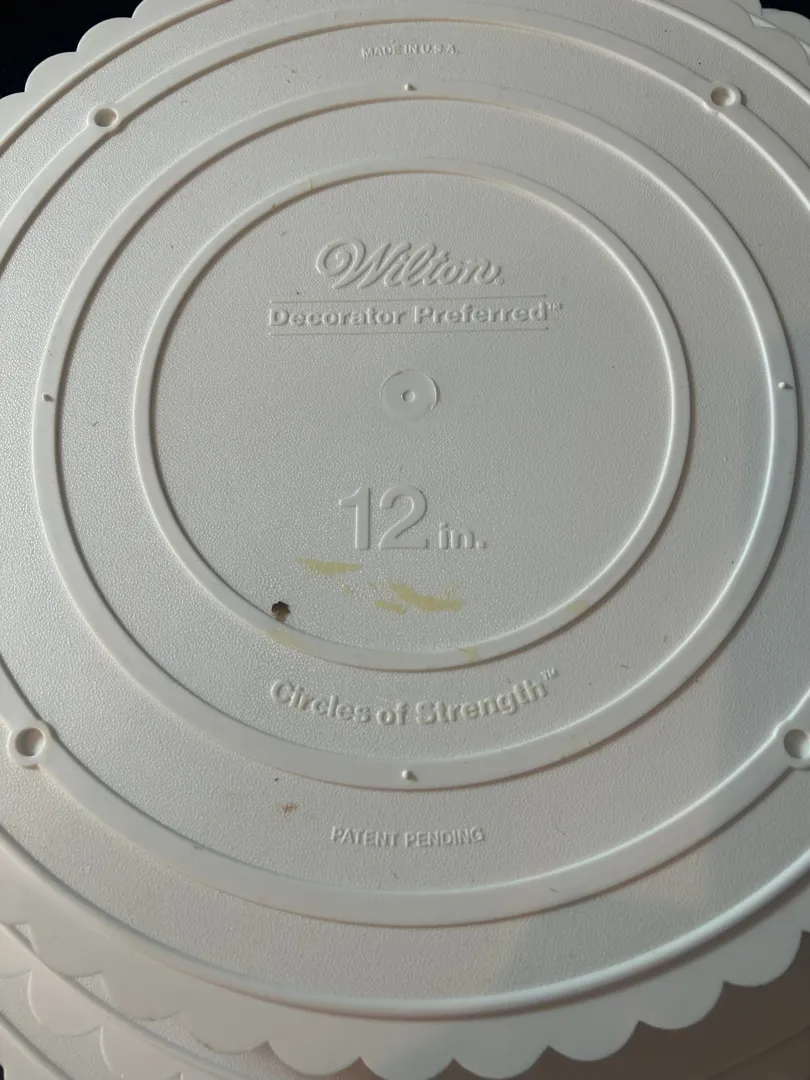 MADE IN U.S.A.
Wilton®
Decorator Preferred™
12 in.
Circles of Strength™
PATENT PENDING